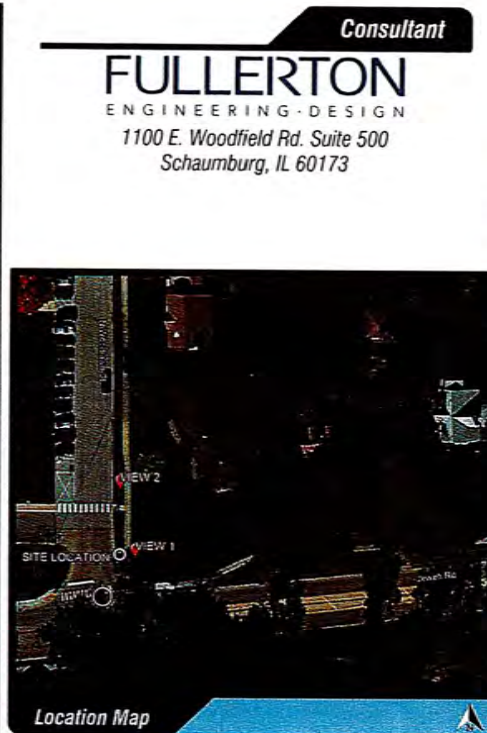 Consultant
FULLERTON
ENGINEERING·DESIGN
1100 E. Woodfield Rd. Suite 500
Schaumburg, IL 60173
VIEW 2
SITE LOCATION
VIEW 1
Location Map
N